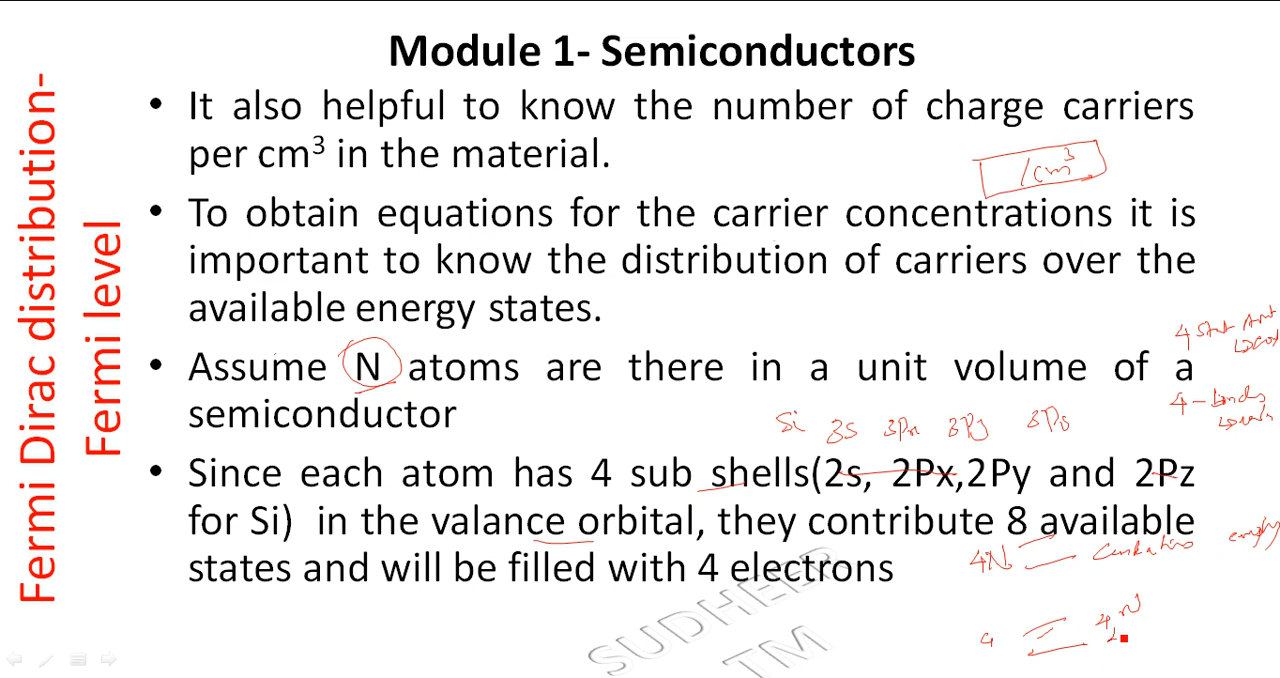 Module 1- Semiconductors
Fermi Dirac distribution-
Fermi level
• It also helpful to know the number of charge carriers
per cm³ in the material.
/cm³
• To obtain equations for the carrier concentrations it is
important to know the distribution of carriers over the
available energy states.
4
• Assume N atoms are there in a unit volume of a
semiconductor
4 -
Si 3s 3Px 3Py 3Pz
• Since each atom has 4 sub shells(2s, 2Px,2Py and 2Pz
for Si) in the valance orbital, they contribute 8 available
states and will be filled with 4 electrons
4N empty
4N
SUDHEER
TM